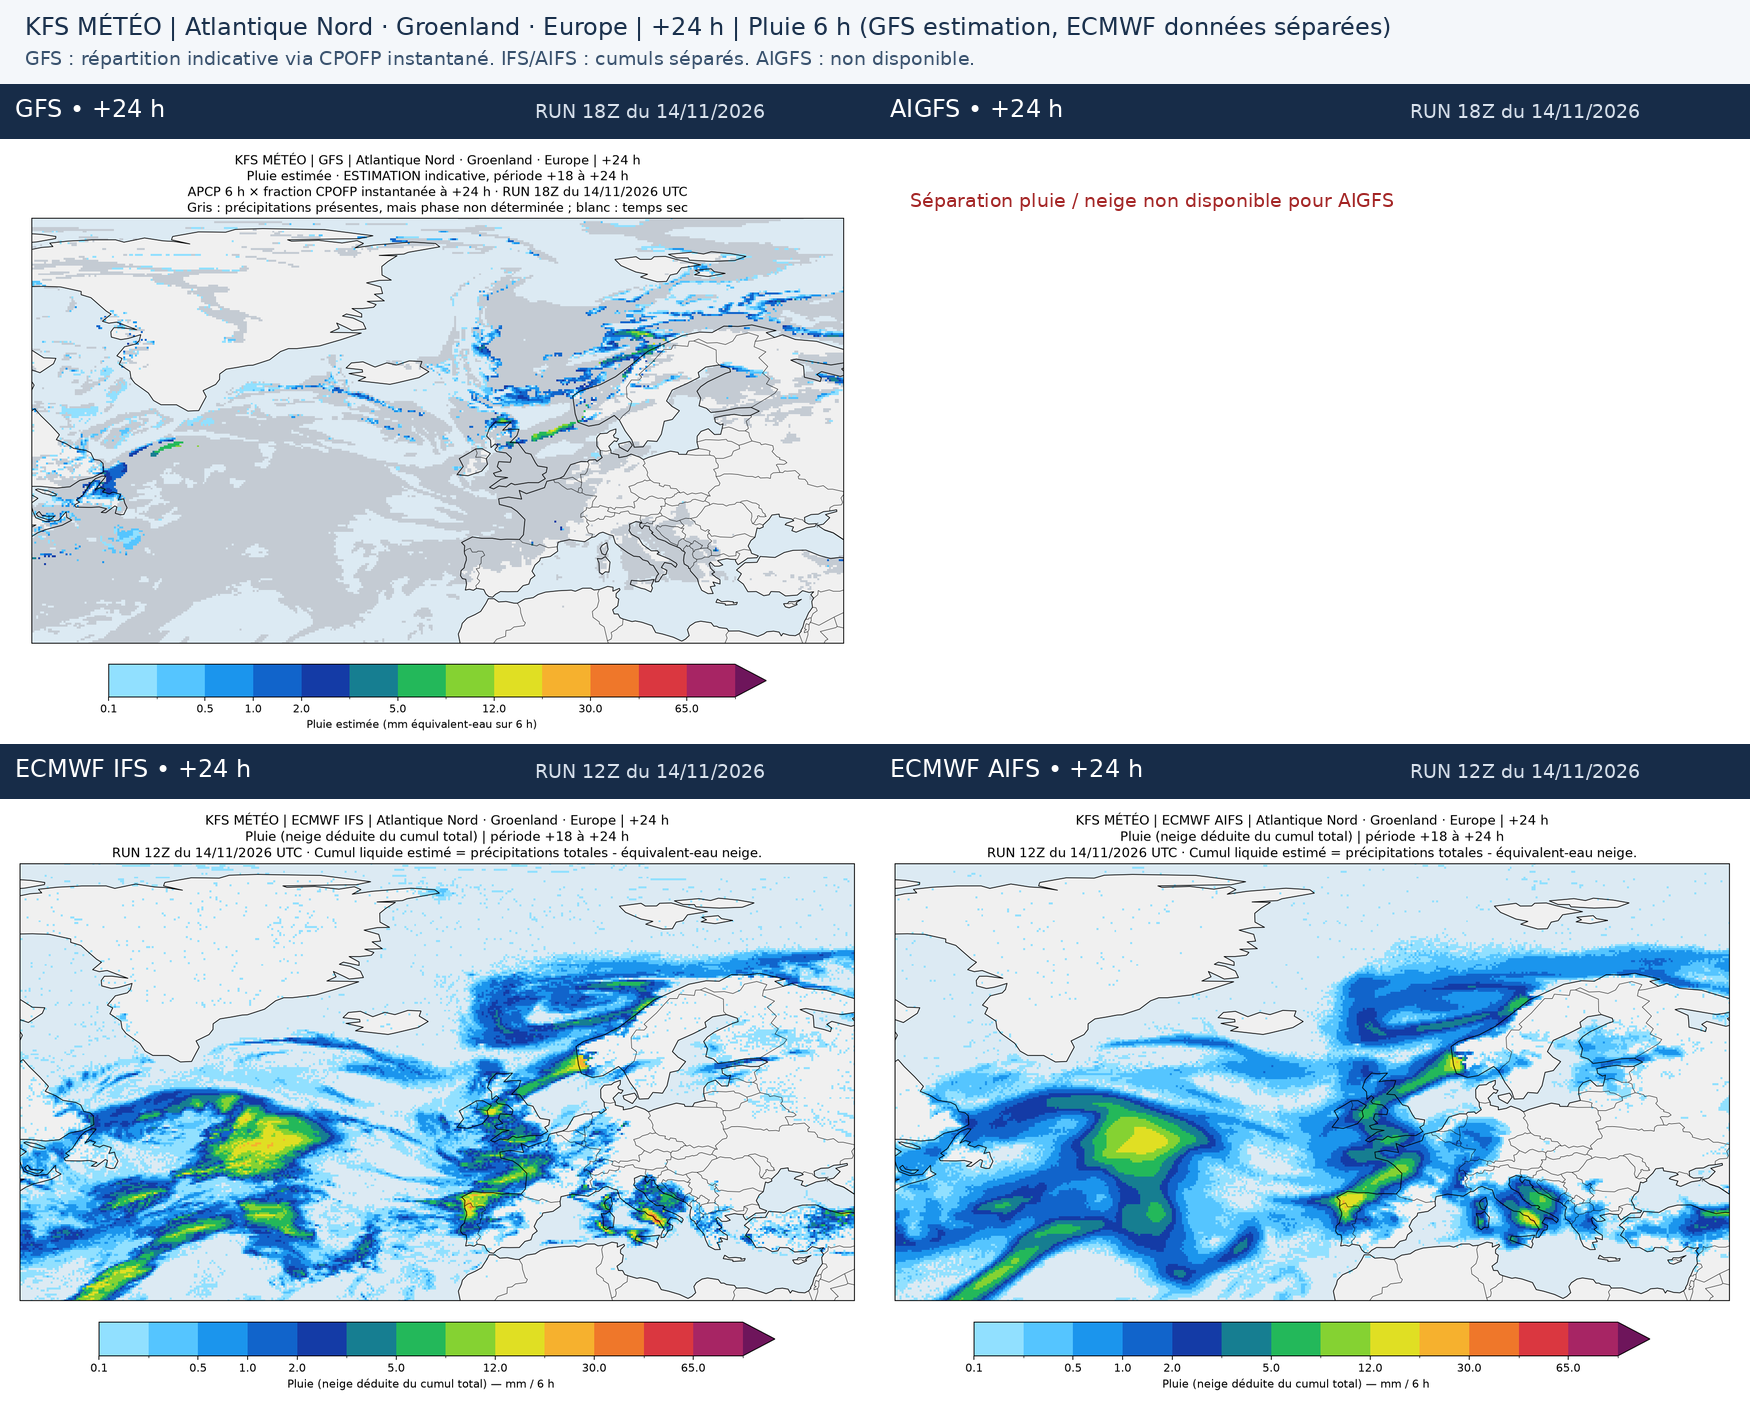 KFS MÉTÉO | Atlantique Nord · Groenland · Europe | +24 h | Pluie 6 h (GFS estimation, ECMWF données séparées)
GFS : répartition indicative via CPOFP instantané. IFS/AIFS : cumuls séparés. AIGFS : non disponible.
GFS • +24 h
RUN 18Z du 14/11/2026
AIGFS • +24 h
RUN 18Z du 14/11/2026
KFS MÉTÉO | GFS | Atlantique Nord · Groenland · Europe | +24 h
Pluie estimée · ESTIMATION indicative, période +18 à +24 h
APCP 6 h × fraction CPOFP instantanée à +24 h · RUN 18Z du 14/11/2026 UTC
Gris : précipitations présentes, mais phase non déterminée ; blanc : temps sec
Séparation pluie / neige non disponible pour AIGFS
0.1 0.5 1.0 2.0 5.0 12.0 30.0 65.0
Pluie estimée (mm équivalent-eau sur 6 h)
ECMWF IFS • +24 h
RUN 12Z du 14/11/2026
ECMWF AIFS • +24 h
RUN 12Z du 14/11/2026
KFS MÉTÉO | ECMWF IFS | Atlantique Nord · Groenland · Europe | +24 h
Pluie (neige déduite du cumul total) | période +18 à +24 h
RUN 12Z du 14/11/2026 UTC · Cumul liquide estimé = précipitations totales - équivalent-eau neige.
KFS MÉTÉO | ECMWF AIFS | Atlantique Nord · Groenland · Europe | +24 h
Pluie (neige déduite du cumul total) | période +18 à +24 h
RUN 12Z du 14/11/2026 UTC · Cumul liquide estimé = précipitations totales - équivalent-eau neige.
0.1 0.5 1.0 2.0 5.0 12.0 30.0 65.0
Pluie (neige déduite du cumul total) — mm / 6 h
0.1 0.5 1.0 2.0 5.0 12.0 30.0 65.0
Pluie (neige déduite du cumul total) — mm / 6 h